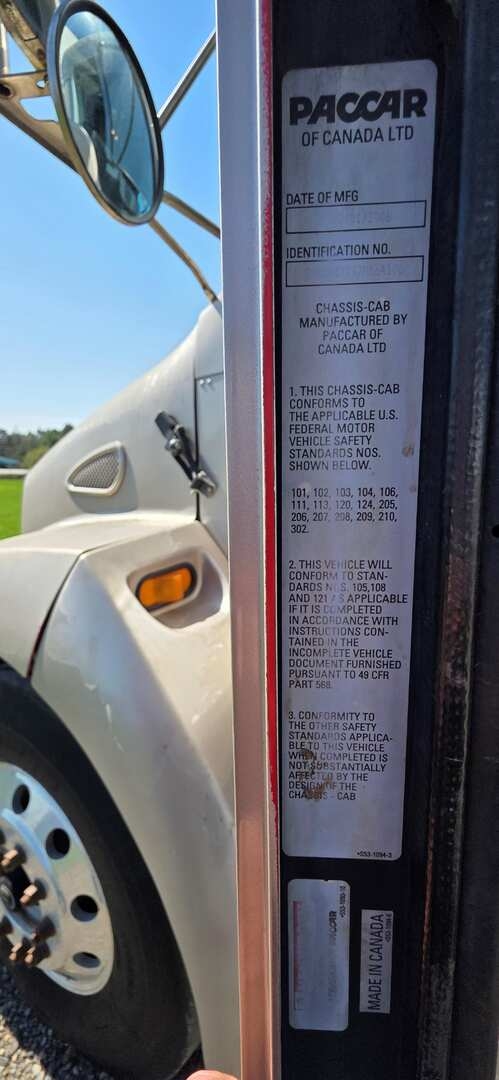 PACCAR
OF CANADA LTD
DATE OF MFG
IDENTIFICATION NO.
CHASSIS-CAB
MANUFACTURED BY
PACCAR OF
CANADA LTD
1. THIS CHASSIS-CAB
CONFORMS TO
THE APPLICABLE U.S.
FEDERAL MOTOR
VEHICLE SAFETY
STANDARDS NOS.
SHOWN BELOW.
101, 102, 103, 104, 106,
111, 113, 120, 124, 205,
206, 207, 208, 209, 210,
302.
2. THIS VEHICLE WILL
CONFORM TO STAN-
DARDS NOS. 105,108
AND 121 AS APPLICABLE
IF IT IS COMPLETED
IN ACCORDANCE WITH
INSTRUCTIONS CON-
TAINED IN THE
INCOMPLETE VEHICLE
DOCUMENT FURNISHED
PURSUANT TO 49 CFR
PART 568.
3. CONFORMITY TO
THE OTHER SAFETY
STANDARDS APPLICA-
BLE TO THIS VEHICLE
WHEN COMPLETED IS
NOT SUBSTANTIALLY
AFFECTED BY THE
DESIGN OF THE
CHASSIS - CAB
•S53-1094-3
PACCAR
MADE IN CANADA